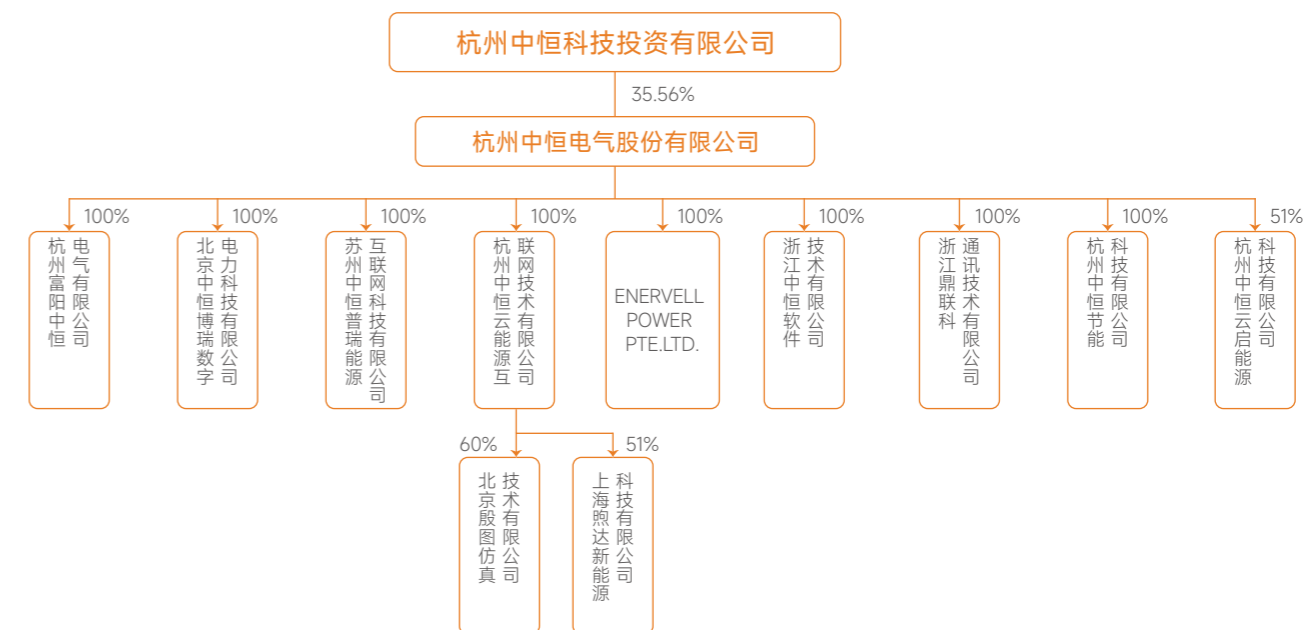 杭州中恒科技投资有限公司
35.56%
杭州中恒电气股份有限公司
100%
100%
100%
100%
100%
100%
100%
100%
51%
杭州富阳中恒
电气有限公司
北京中恒博瑞数字
电力科技有限公司
苏州中恒普瑞能源
互联网科技有限公司
杭州中恒云能源互
联网技术有限公司
ENERVELL
POWER
PTE.LTD.
浙江中恒软件
技术有限公司
浙江鼎联科
通讯技术有限公司
杭州中恒节能
科技有限公司
杭州中恒云启能源
科技有限公司
60%
51%
北京殷图仿真
技术有限公司
上海煦达新能源
科技有限公司